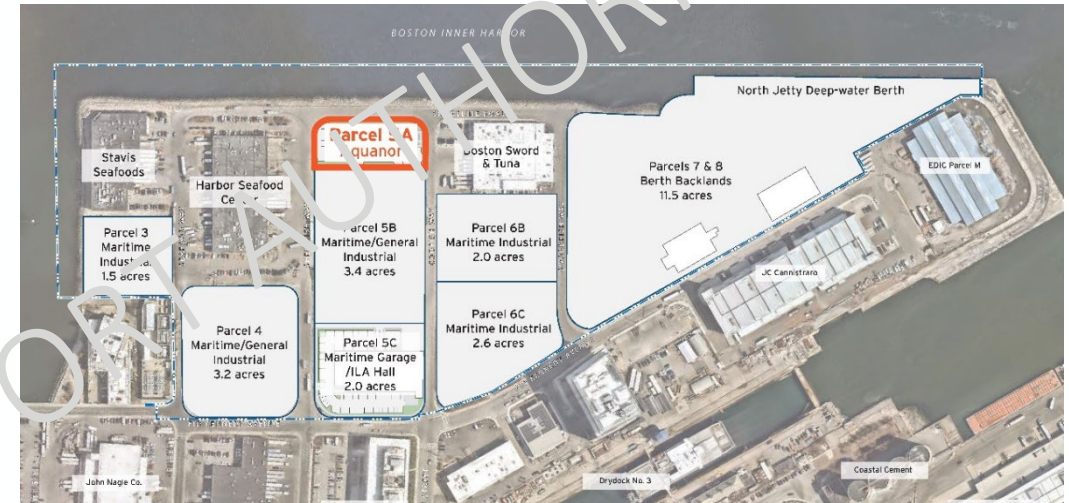 BOSTON INNER HARBOR
PORT AUTHORI
North Jetty Deep-water Berth
Parcel 5A
Equanor
Stavis
Seafoods
Harbor Seafood
Center
Boston Sword
& Tuna
Parcels 7 & 8
Berth Backlands
11.5 acres
EDIC Parcel M
Parcel 3
Maritime
Industrial
1.5 acres
Parcel 5B
Maritime/General
Industrial
3.4 acres
Parcel 6B
Maritime Industrial
2.0 acres
JC Cannistraro
Parcel 4
Maritime/General
Industrial
3.2 acres
Parcel 5C
Maritime Garage
/ILA Hall
2.0 acres
Parcel 6C
Maritime Industrial
2.6 acres
John Nagle Co.
Drydock No. 3
Coastal Cement